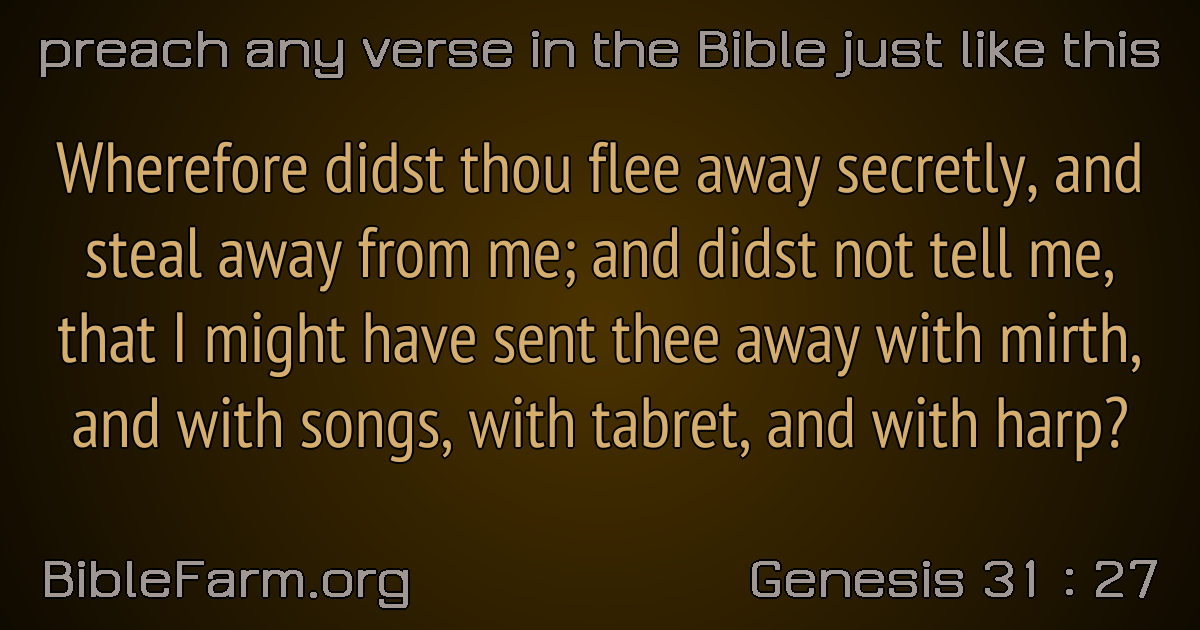 preach any verse in the Bible just like this
Wherefore didst thou flee away secretly, and
steal away from me; and didst not tell me,
that I might have sent thee away with mirth,
and with songs, with tabret, and with harp?
BibleFarm.org
Genesis 31 : 27